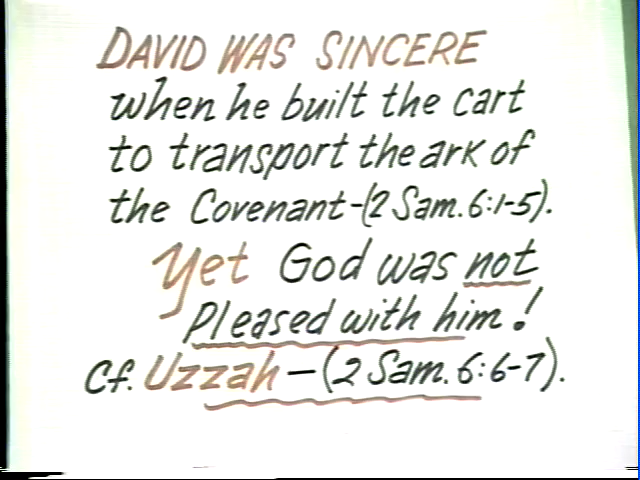 DAVID WAS SINCERE
when he built the cart
to transport the ark of
the Covenant-(2 Sam. 6:1-5).
Yet God was not
Pleased with him!
Cf. Uzzah-(2 Sam. 6:6-7).